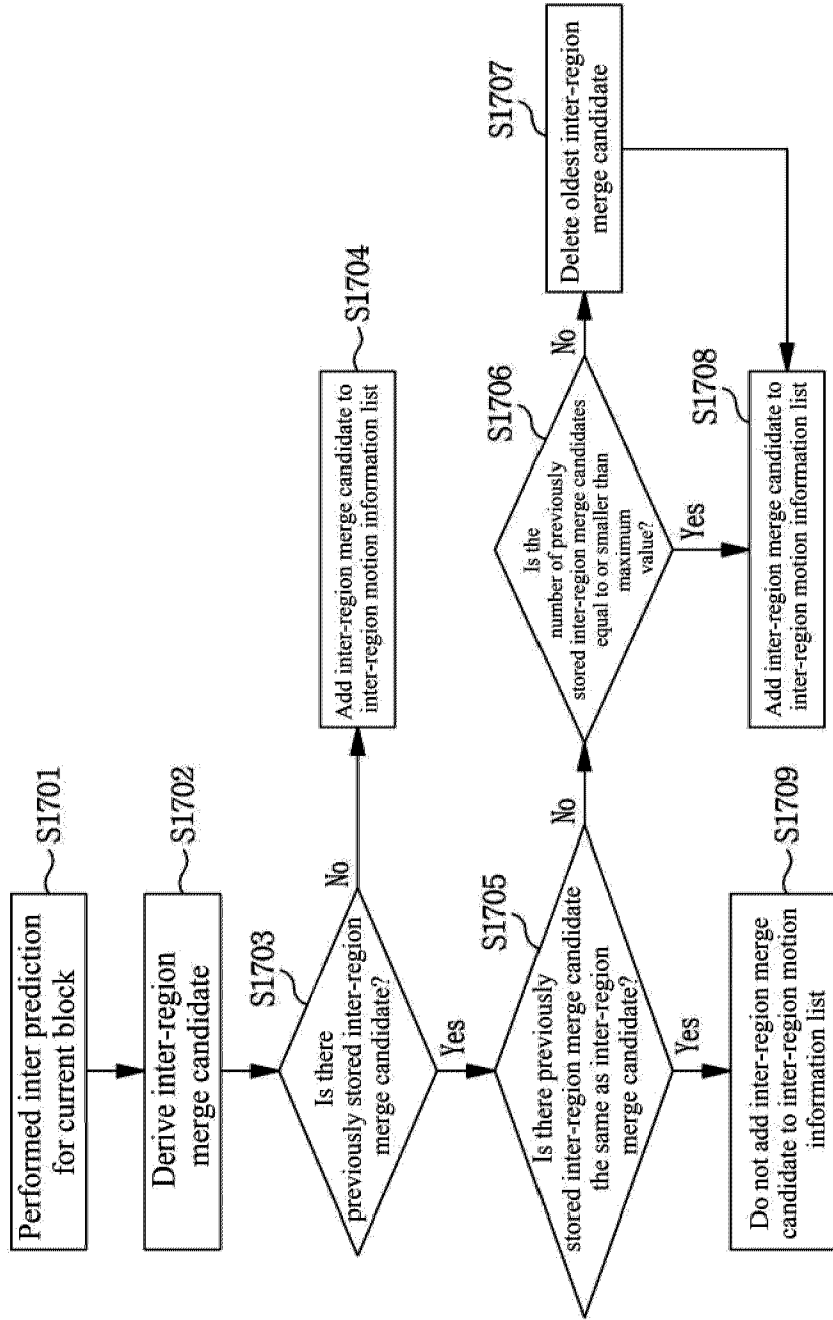 S1701
Performed inter prediction
for current block
S1702
Derive inter-region
merge candidate
S1703
Is there
previously stored inter-region
merge candidate?
No
Yes
S1704
Add inter-region merge candidate to
inter-region motion information list
S1705
Is there previously
stored inter-region merge candidate
the same as inter-region
merge candidate?
No
Yes
S1706
Is the
number of previously
stored inter-region merge candidates
equal to or smaller than
maximum
value?
No
Yes
S1707
Delete oldest inter-region
merge candidate
S1708
Add inter-region merge candidate to
inter-region motion information list
S1709
Do not add inter-region merge
candidate to inter-region motion
information list